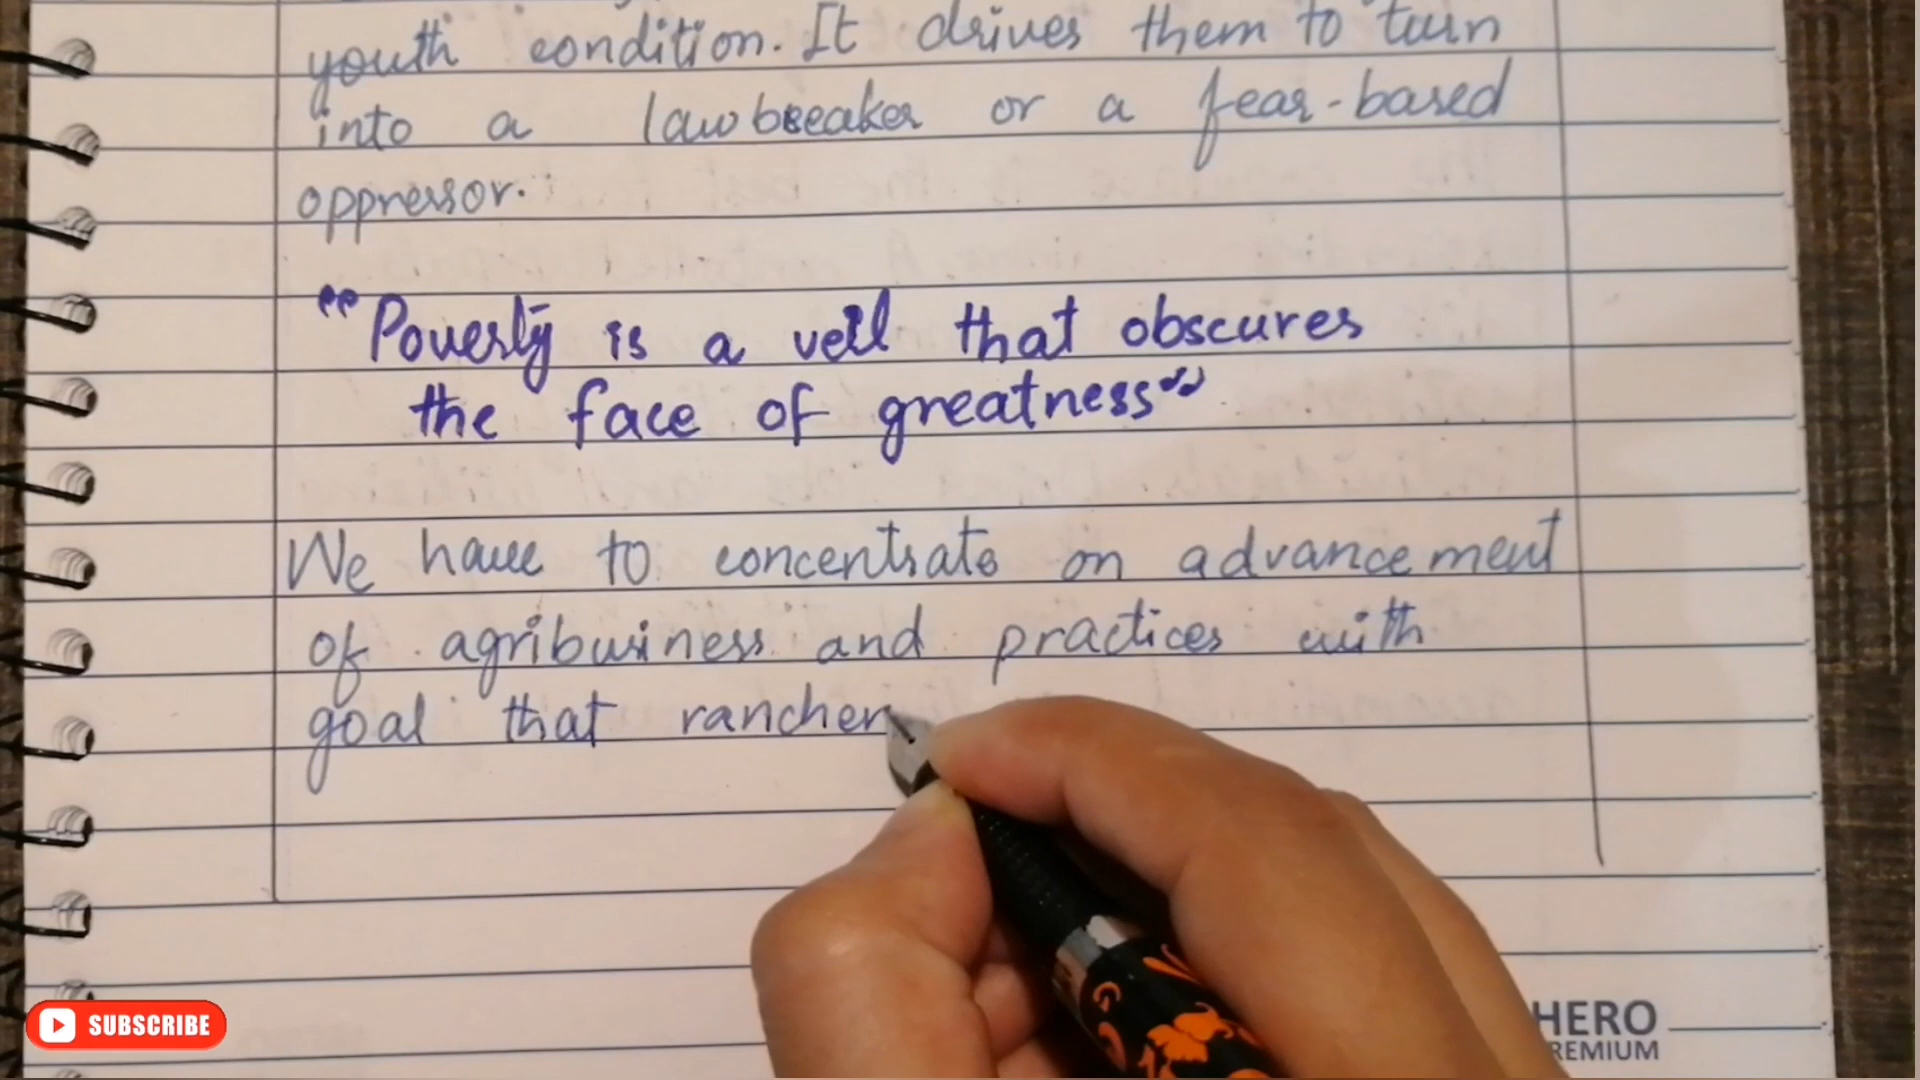 youth condition. It drives them to turn
into a lawbreaker or a fear-based
oppressor.
"Poverty is a veil that obscures
the face of greatness"
We have to concentrate on advancement
of agribusiness and practices with
goal that rancher
SUBSCRIBE
HERO
REMIUM